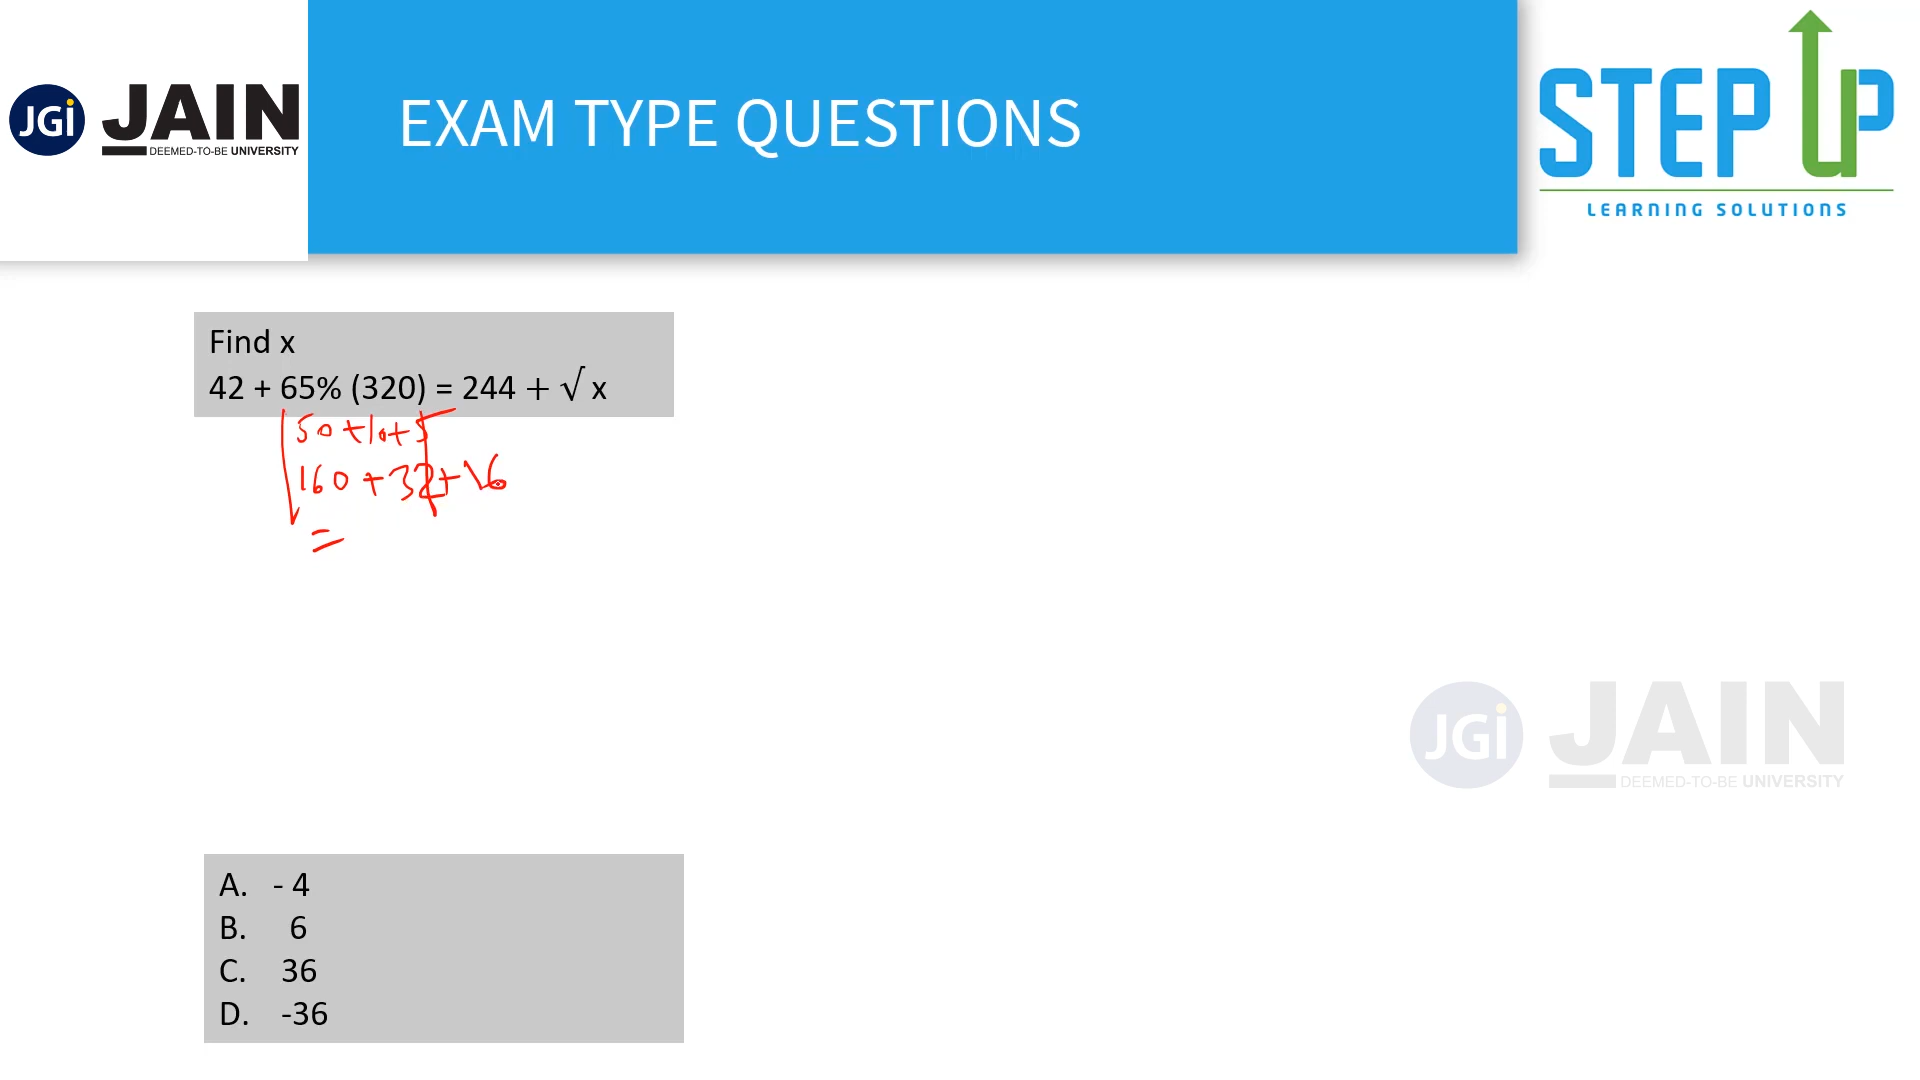 JGi JAIN
DEEMED-TO-BE UNIVERSITY
EXAM TYPE QUESTIONS
STEP UP
LEARNING SOLUTIONS
Find x
42 + 65% (320) = 244 + √ x
50 + 10 + 5
160 + 32 + 16
=
JGi JAIN
DEEMED-TO-BE UNIVERSITY
A. - 4
B. 6
C. 36
D. -36